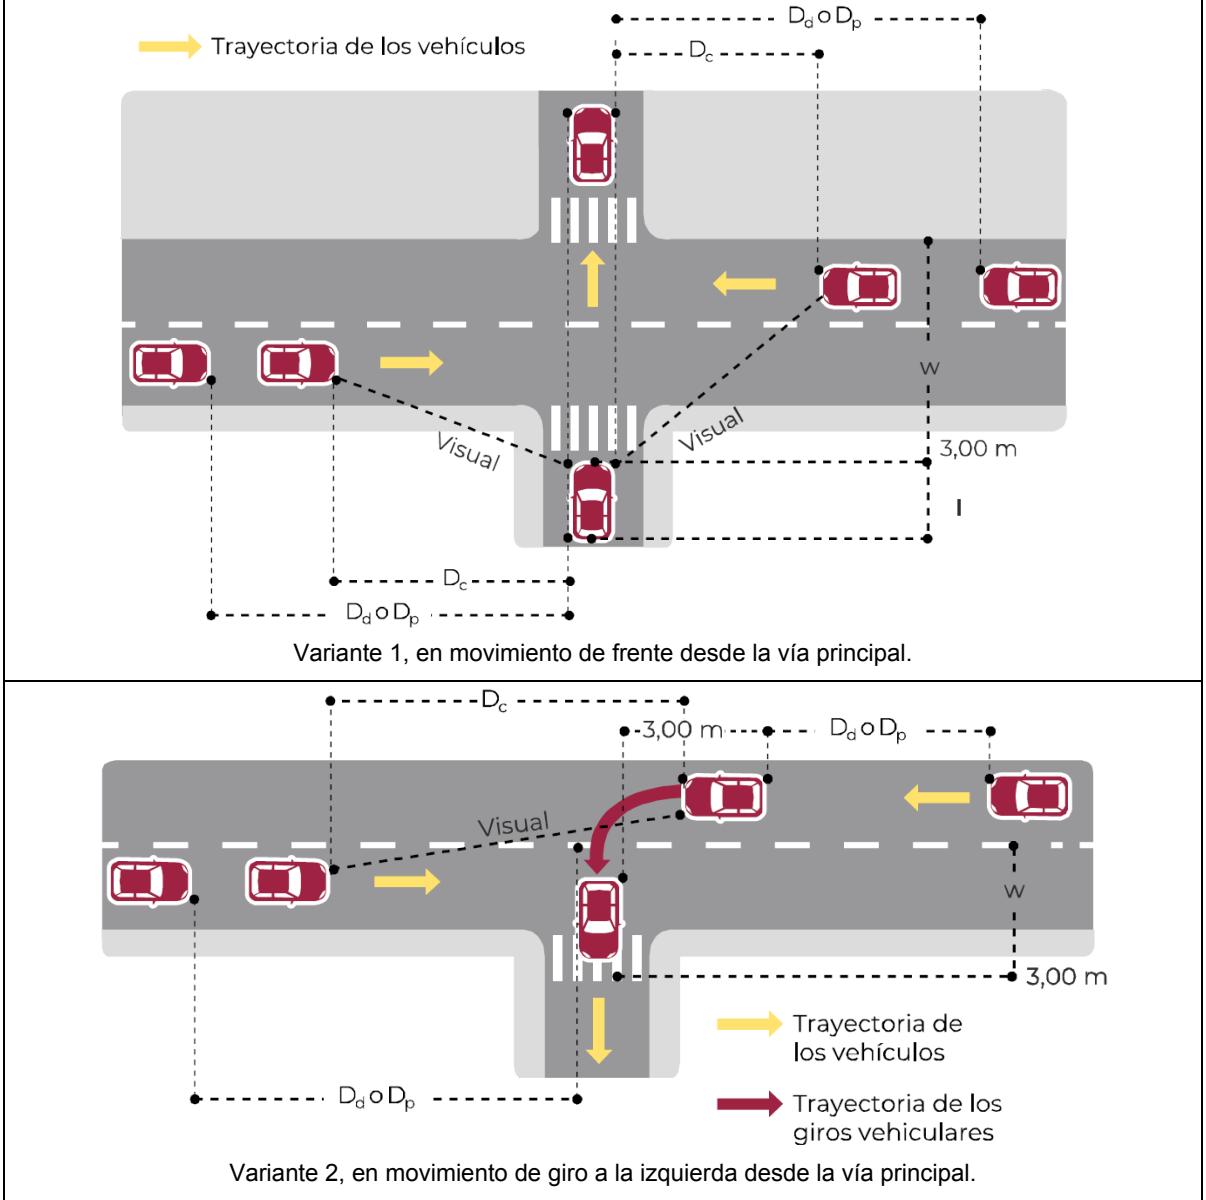 D_d o D_p
D_c
Trayectoria de los vehículos
w
Visual
Visual
3,00 m
l
D_c
D_d o D_p
Variante 1, en movimiento de frente desde la vía principal.
D_c
3,00 m
D_d o D_p
Visual
w
3,00 m
Trayectoria de
los vehículos
D_d o D_p
Trayectoria de los
giros vehiculares
Variante 2, en movimiento de giro a la izquierda desde la vía principal.